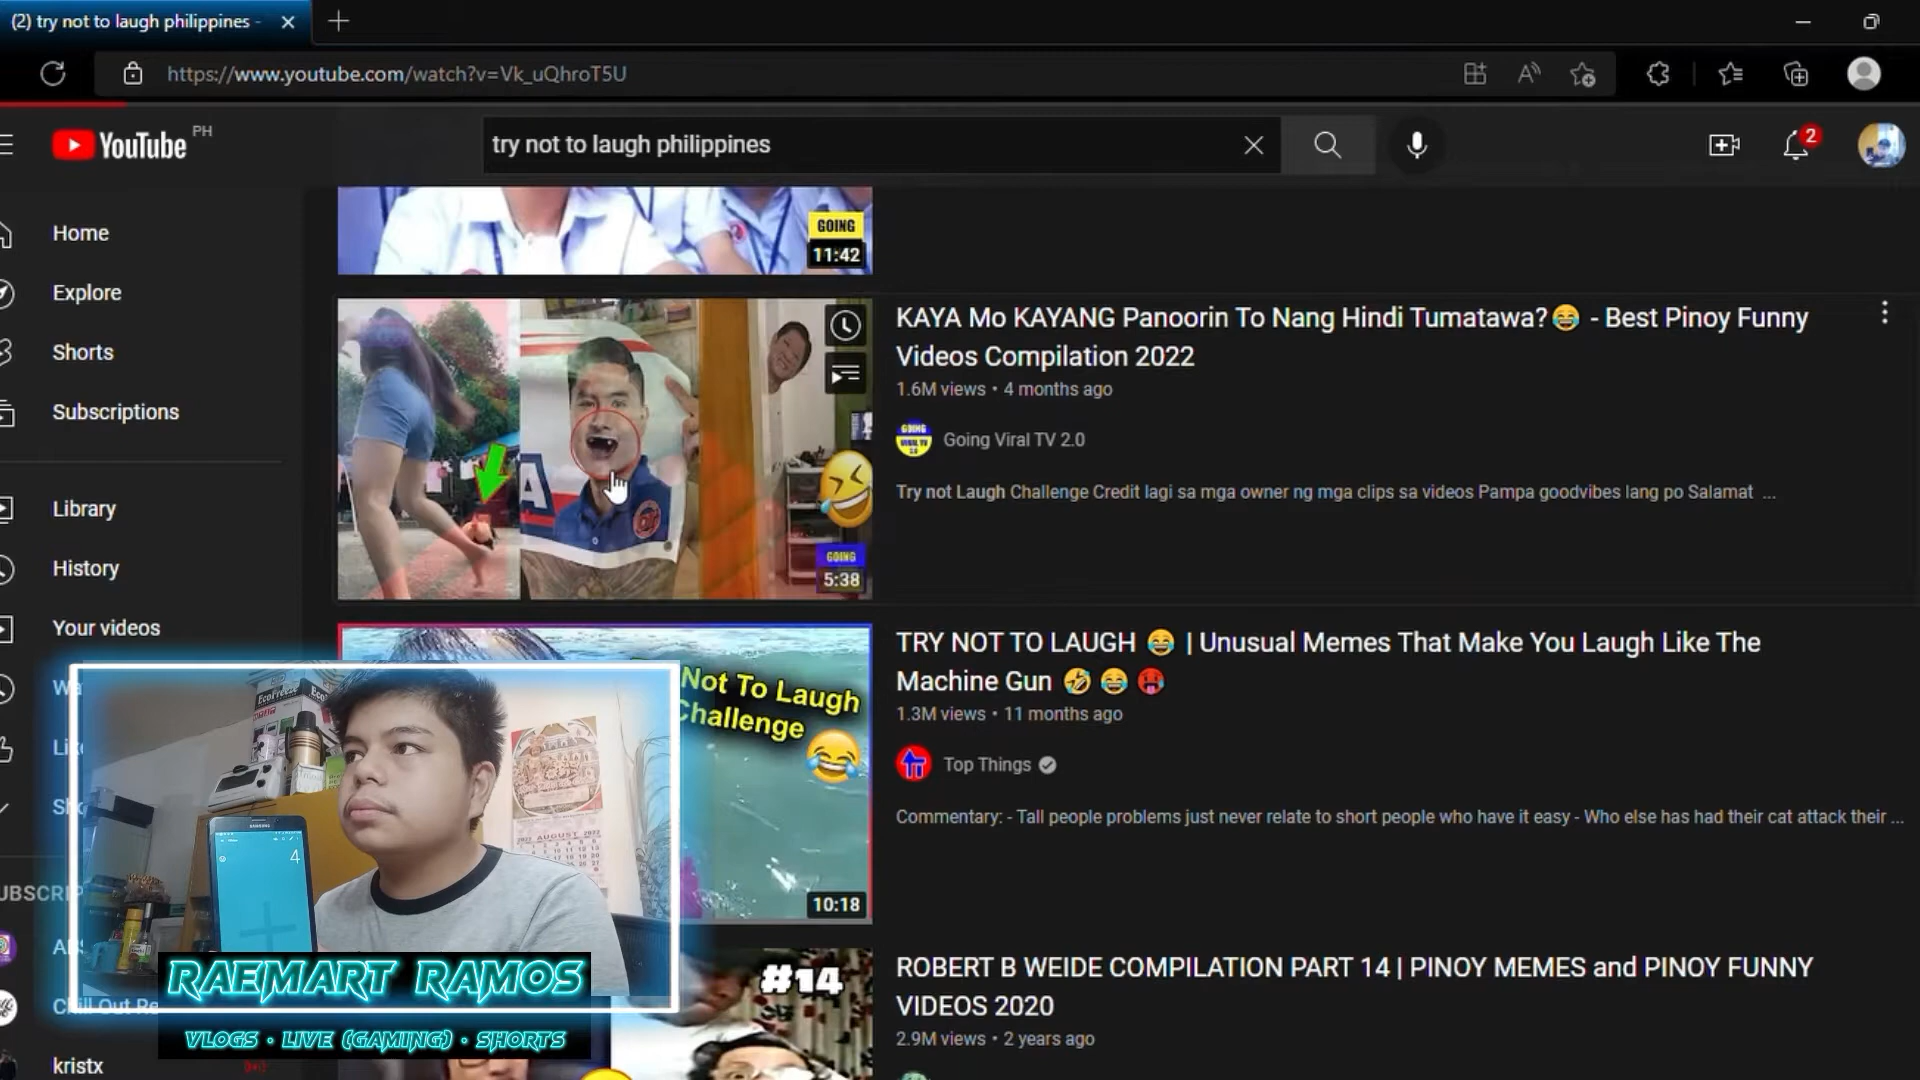 (2) try not to laugh philippines -
https://www.youtube.com/watch?v=Vk_uQhroT5U
YouTube PH
try not to laugh philippines
2
Home
Explore
Shorts
Subscriptions
Library
History
Your videos
kristx
GOING
11:42
GOING
5:38
KAYA Mo KAYANG Panoorin To Nang Hindi Tumatawa?😂 - Best Pinoy Funny
Videos Compilation 2022
1.6M views • 4 months ago
Going Viral TV 2.0
Try not Laugh Challenge Credit lagi sa mga owner ng mga clips sa videos Pampa goodvibes lang po Salamat ...
Not To Laugh
Challenge
10:18
TRY NOT TO LAUGH 😂 | Unusual Memes That Make You Laugh Like The
Machine Gun 🤣 😂 🥵
1.3M views • 11 months ago
Top Things
Commentary: - Tall people problems just never relate to short people who have it easy - Who else has had their cat attack their ...
#14
ROBERT B WEIDE COMPILATION PART 14 | PINOY MEMES and PINOY FUNNY
VIDEOS 2020
2.9M views • 2 years ago
EcoFreeze
SAMSUNG
4
AUGUST 2022
Chill Out Re
RAEMART RAMOS
VLOGS • LIVE (GAMING) • SHORTS